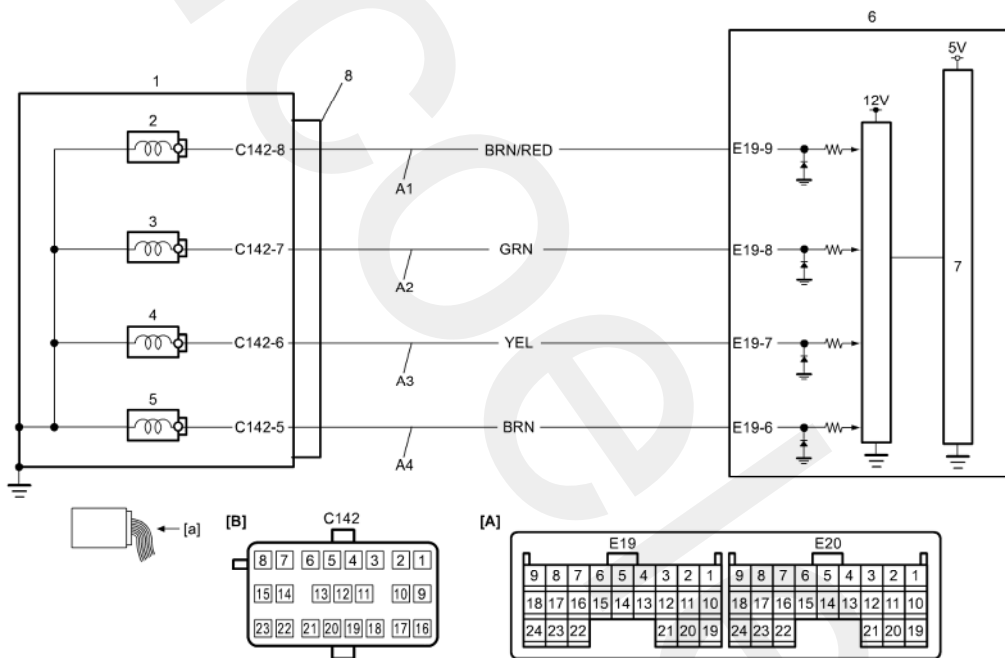 6
5V
1
8
12V
2
C142-8
BRN/RED
E19-9
A1
3
C142-7
GRN
E19-8
A2
7
4
C142-6
YEL
E19-7
A3
5
C142-5
BRN
E19-6
A4
[a]
[B]
C142
8 7 6 5 4 3 2 1
15 14 13 12 11 10 9
23 22 21 20 19 18 17 16
[A]
E19
E20
9 8 7 6 5 4 3 2 1 9 8 7 6 5 4 3 2 1
18 17 16 15 14 13 12 11 10 18 17 16 15 14 13 12 11 10
24 23 22 21 20 19 24 23 22 21 20 19